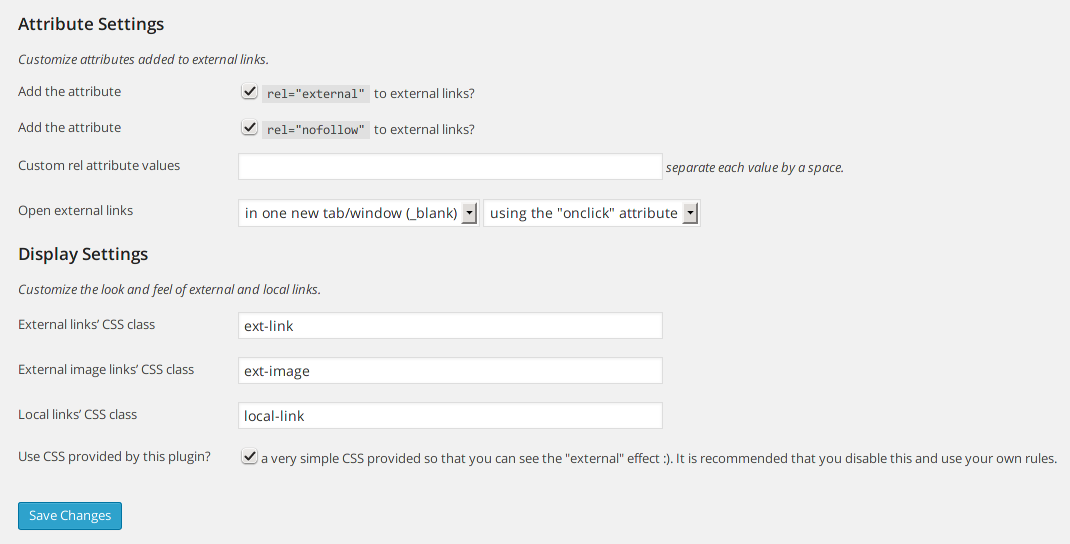 Attribute Settings
Customize attributes added to external links.
Add the attribute rel="external" to external links?
Add the attribute rel="nofollow" to external links?
Custom rel attribute values separate each value by a space.
Open external links in one new tab/window (_blank) using the "onclick" attribute
Display Settings
Customize the look and feel of external and local links.
External links’ CSS class ext-link
External image links’ CSS class ext-image
Local links’ CSS class local-link
Use CSS provided by this plugin? a very simple CSS provided so that you can see the "external" effect :). It is recommended that you disable this and use your own rules.
Save Changes